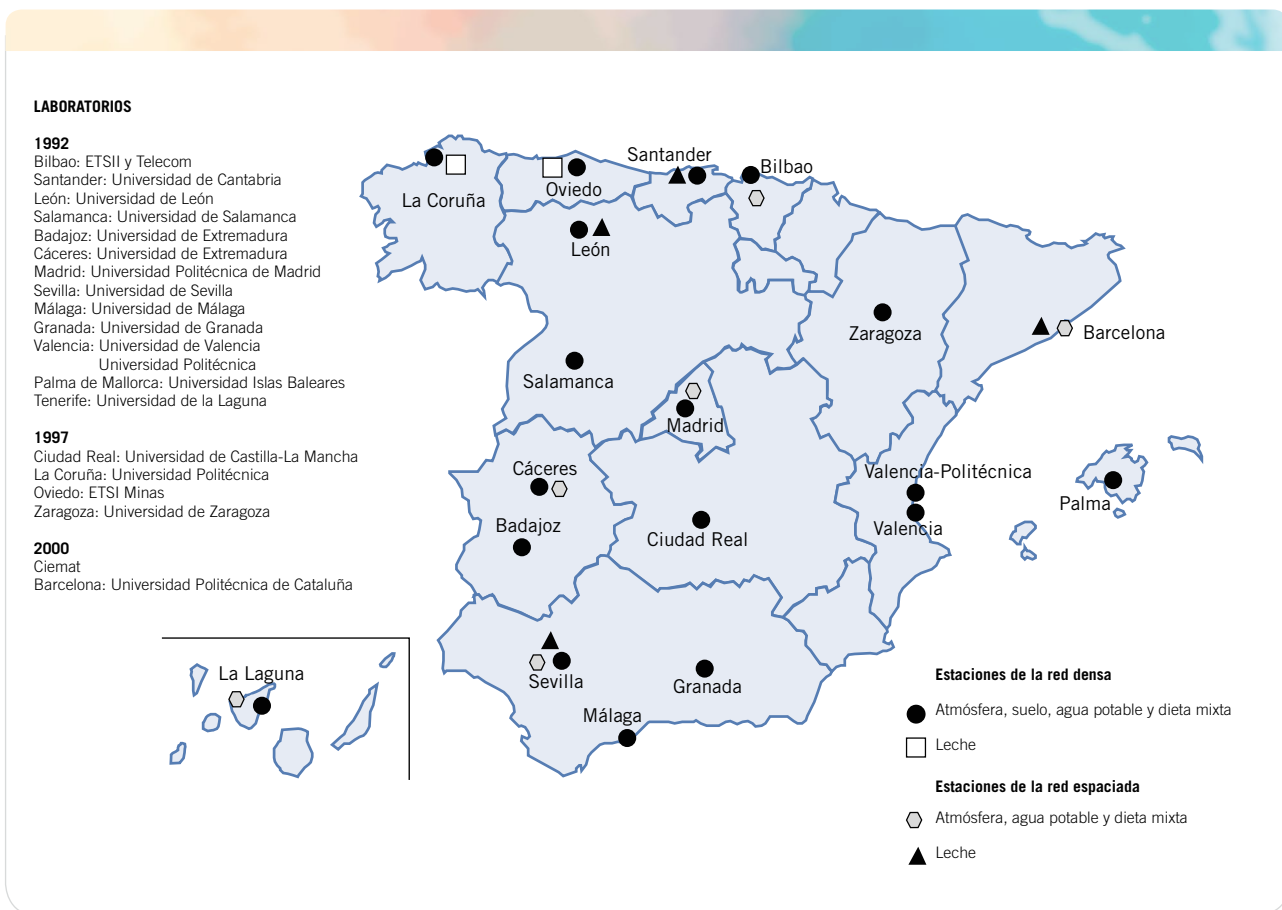 LABORATORIOS
1992
Bilbao: ETSII y Telecom
Santander: Universidad de Cantabria
León: Universidad de León
Salamanca: Universidad de Salamanca
Badajoz: Universidad de Extremadura
Cáceres: Universidad de Extremadura
Madrid: Universidad Politécnica de Madrid
Sevilla: Universidad de Sevilla
Málaga: Universidad de Málaga
Granada: Universidad de Granada
Valencia: Universidad de Valencia
Universidad Politécnica
Palma de Mallorca: Universidad Islas Baleares
Tenerife: Universidad de la Laguna
1997
Ciudad Real: Universidad de Castilla-La Mancha
La Coruña: Universidad Politécnica
Oviedo: ETSI Minas
Zaragoza: Universidad de Zaragoza
2000
Ciemat
Barcelona: Universidad Politécnica de Cataluña
La Coruña
Oviedo
Santander
Bilbao
León
Zaragoza
Barcelona
Salamanca
Madrid
Cáceres
Badajoz
Ciudad Real
Valencia-Politécnica
Valencia
Palma
Sevilla
Granada
Málaga
La Laguna
Estaciones de la red densa
Atmósfera, suelo, agua potable y dieta mixta
Leche
Estaciones de la red espaciada
Atmósfera, agua potable y dieta mixta
Leche